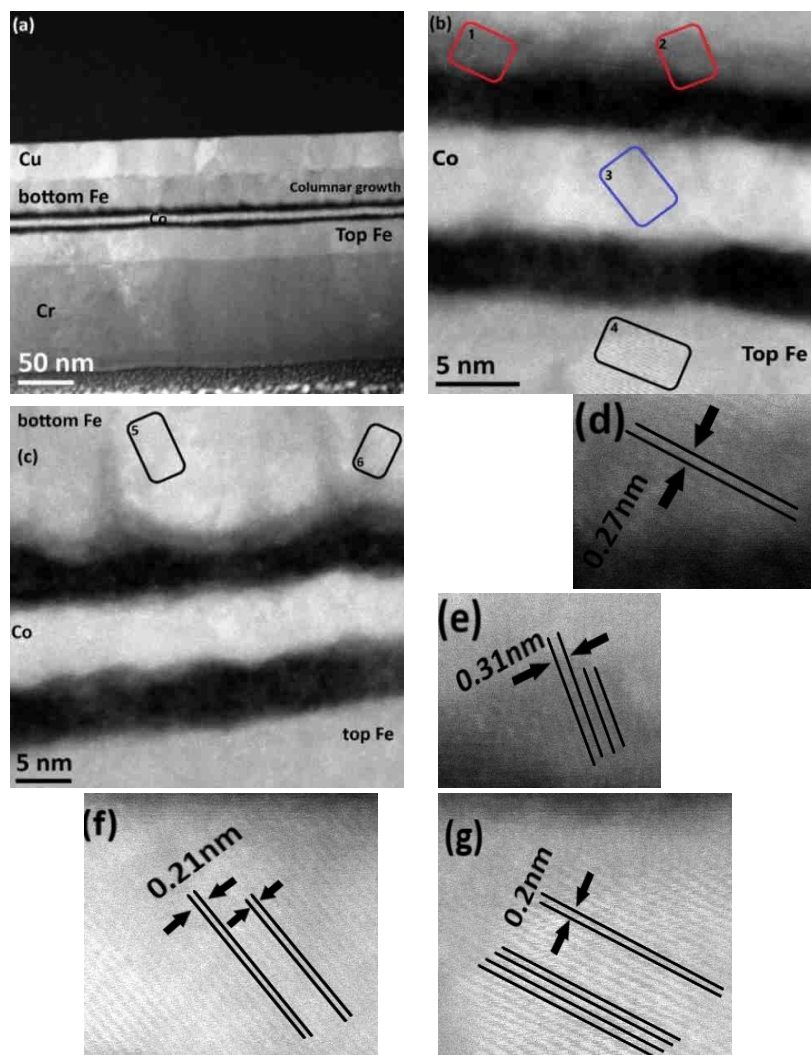 (a)
Cu
bottom Fe
Columnar growth
Co
Top Fe
Cr
50 nm
(b)
1
2
Co
3
4
Top Fe
5 nm
bottom Fe
5
6
(c)
Co
top Fe
5 nm
(d)
0.27nm
(e)
0.31nm
(f)
0.21nm
(g)
0.2nm